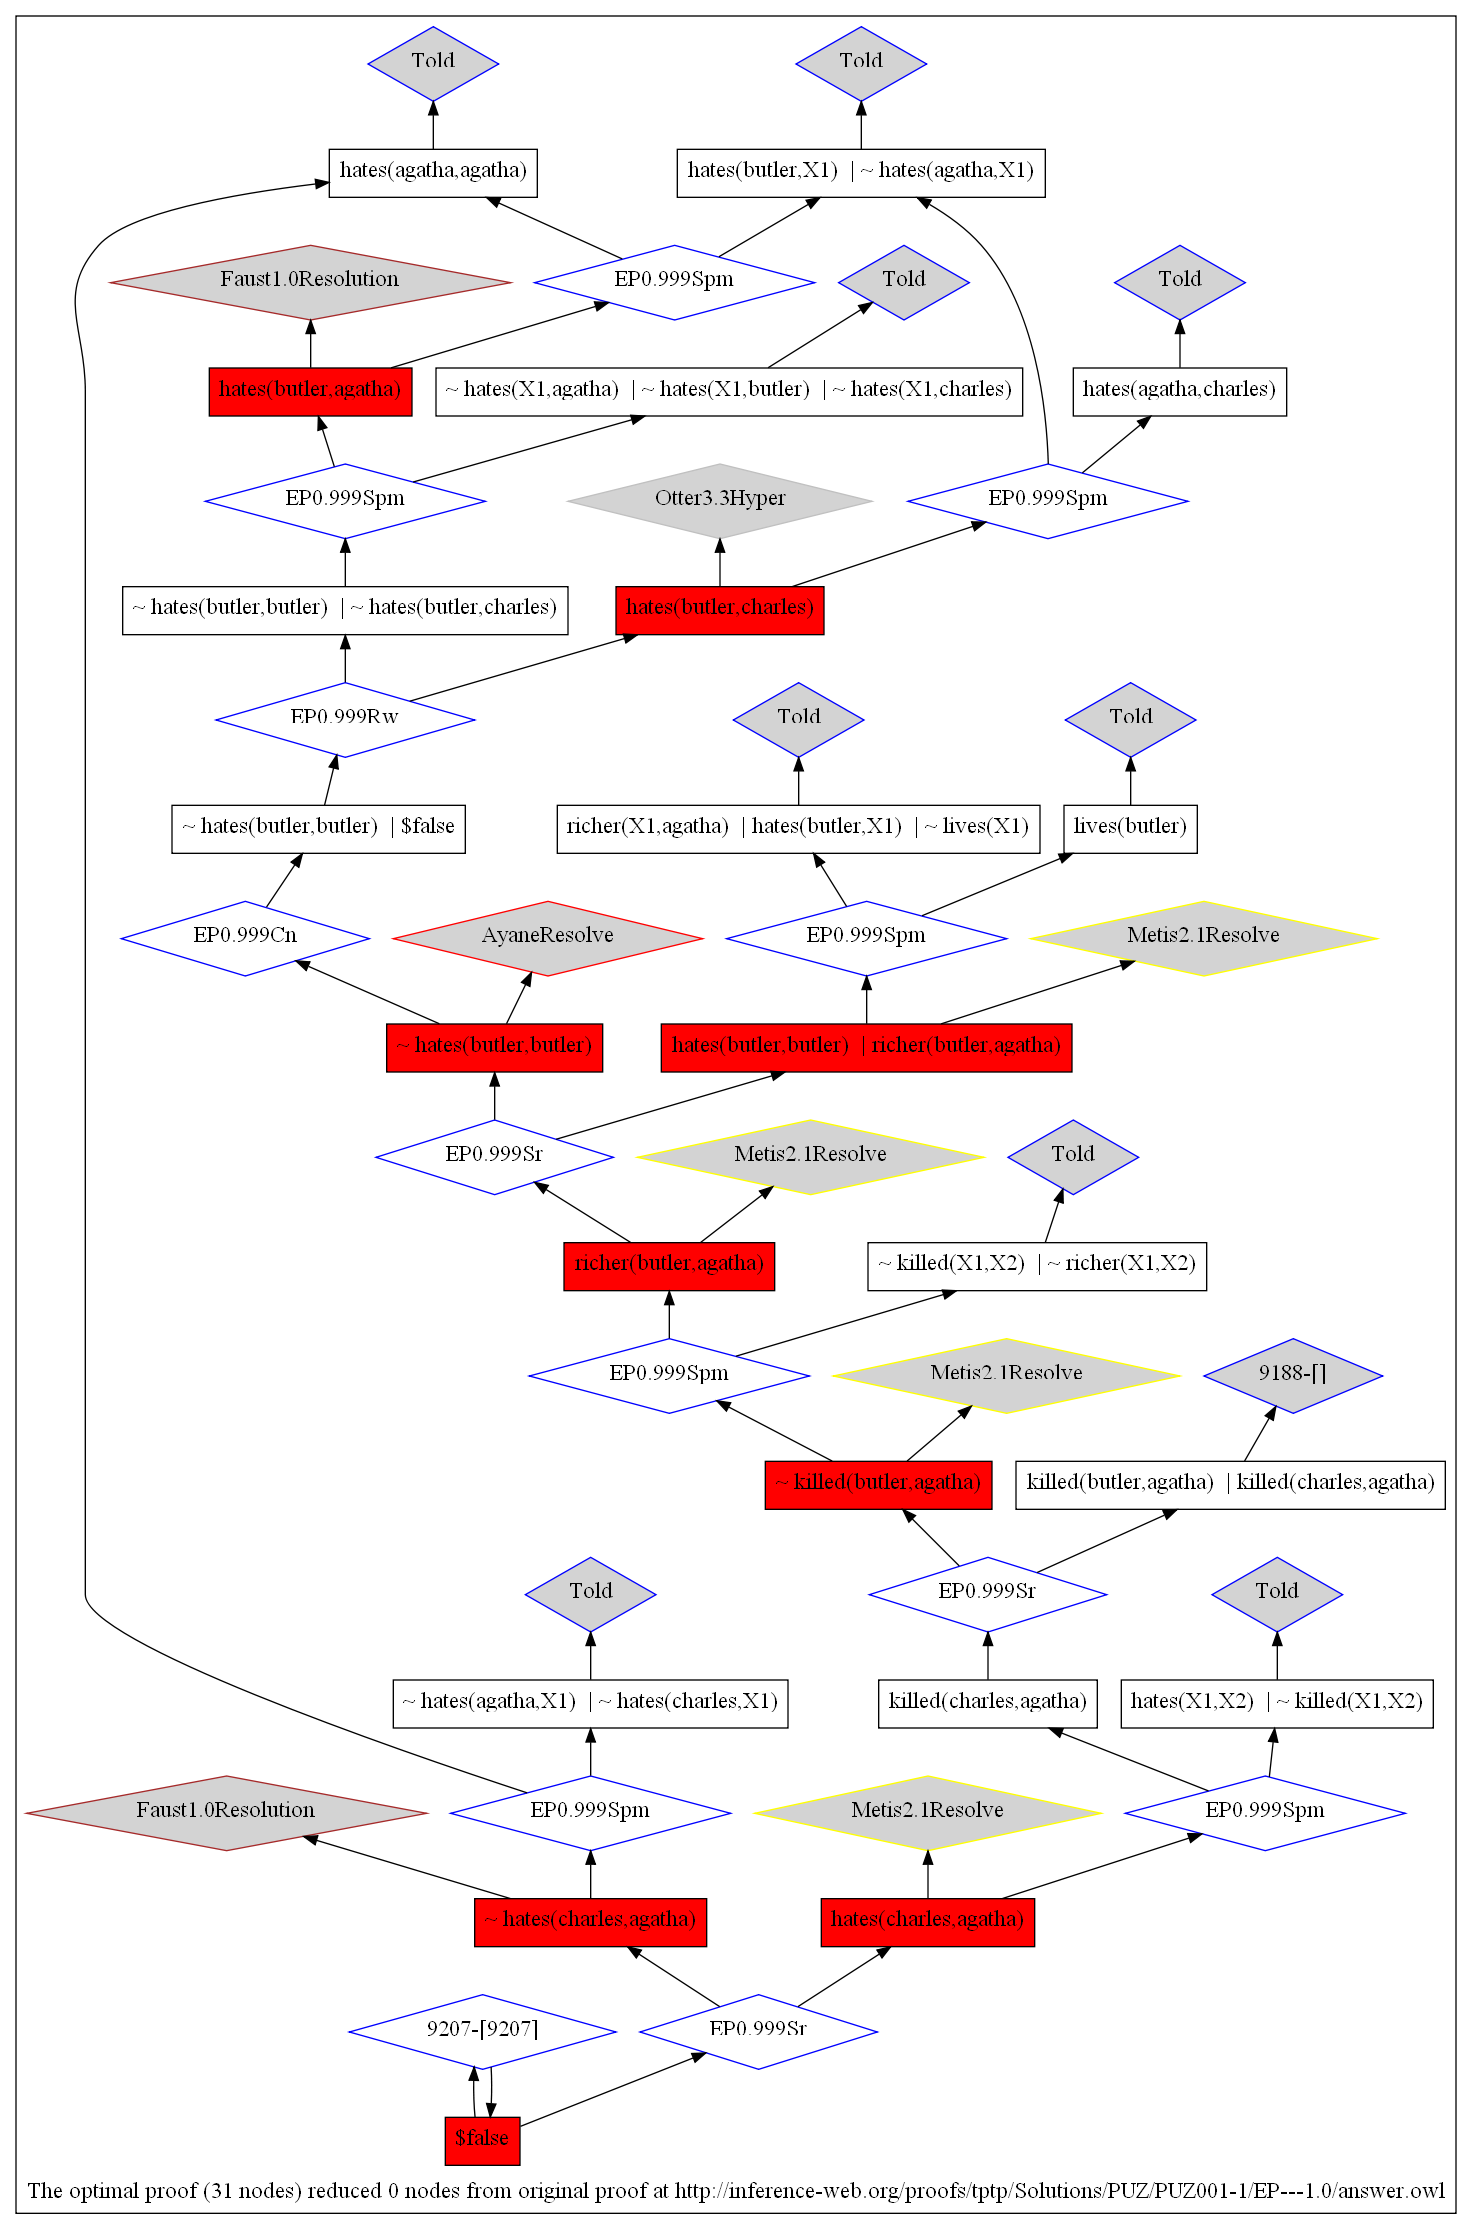 Told
Told
hates(agatha,agatha)
hates(butler,X1) | ~ hates(agatha,X1)
Faust1.0Resolution
EP0.999Spm
Told
Told
hates(butler,agatha)
~ hates(X1,agatha) | ~ hates(X1,butler) | ~ hates(X1,charles)
hates(agatha,charles)
EP0.999Spm
Otter3.3Hyper
EP0.999Spm
~ hates(butler,butler) | ~ hates(butler,charles)
hates(butler,charles)
EP0.999Rw
Told
Told
~ hates(butler,butler) | $false
richer(X1,agatha) | hates(butler,X1) | ~ lives(X1)
lives(butler)
EP0.999Cn
AyaneResolve
EP0.999Spm
Metis2.1Resolve
~ hates(butler,butler)
hates(butler,butler) | richer(butler,agatha)
EP0.999Sr
Metis2.1Resolve
Told
richer(butler,agatha)
~ killed(X1,X2) | ~ richer(X1,X2)
EP0.999Spm
Metis2.1Resolve
9188-[]
~ killed(butler,agatha)
killed(butler,agatha) | killed(charles,agatha)
Told
EP0.999Sr
Told
~ hates(agatha,X1) | ~ hates(charles,X1)
killed(charles,agatha)
hates(X1,X2) | ~ killed(X1,X2)
Faust1.0Resolution
EP0.999Spm
Metis2.1Resolve
EP0.999Spm
~ hates(charles,agatha)
hates(charles,agatha)
9207-[9207]
EP0.999Sr
$false
The optimal proof (31 nodes) reduced 0 nodes from original proof at http://inference-web.org/proofs/tptp/Solutions/PUZ/PUZ001-1/EP---1.0/answer.owl